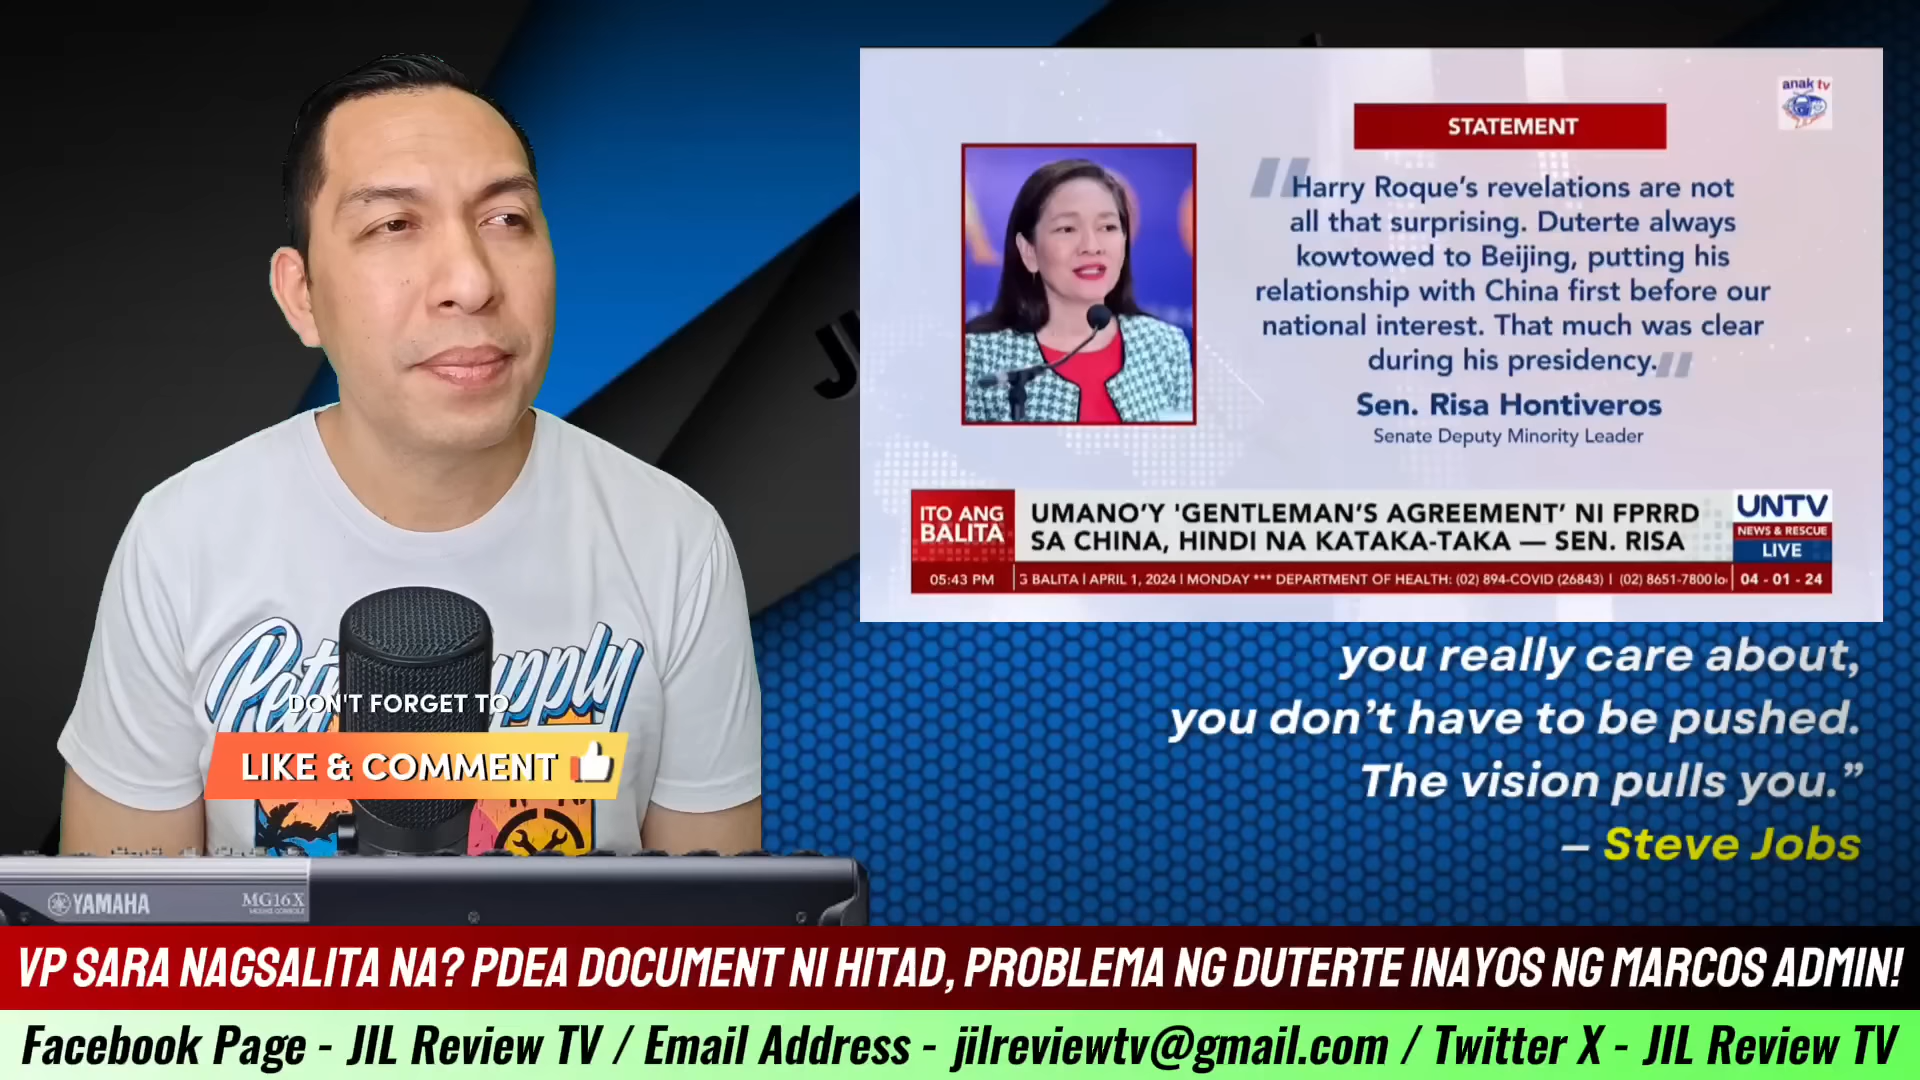 anak tv
STATEMENT
"Harry Roque's revelations are not
all that surprising. Duterte always
kowtowed to Beijing, putting his
relationship with China first before our
national interest. That much was clear
during his presidency."
Sen. Risa Hontiveros
Senate Deputy Minority Leader
ITO ANG
BALITA
UMANO'Y 'GENTLEMAN'S AGREEMENT' NI FPRRD
SA CHINA, HINDI NA KATAKA-TAKA — SEN. RISA
UNTV
NEWS & RESCUE
LIVE
05:43 PM
G BALITA | APRIL 1, 2024 | MONDAY *** DEPARTMENT OF HEALTH: (02) 894-COVID (26843) | (02) 8651-7800 lo
04 - 01 - 24
you really care about,
you don't have to be pushed.
The vision pulls you.”
– Steve Jobs
DON'T FORGET TO
LIKE & COMMENT
YAMAHA
MG16X
MIXING CONSOLE
VP SARA NAGSALITA NA? PDEA DOCUMENT NI HITAD, PROBLEMA NG DUTERTE INAYOS NG MARCOS ADMIN!
Facebook Page - JIL Review TV / Email Address - jilreviewtv@gmail.com / Twitter X - JIL Review TV